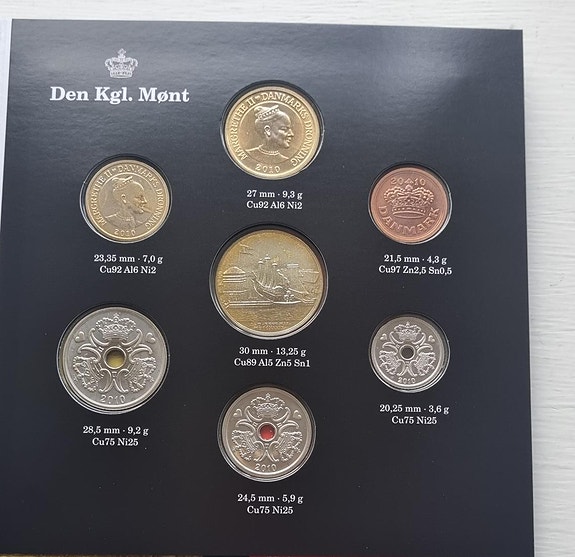 Den Kgl. Mønt
MARGRETHE II - DANMARKS DRONNING
2010
27 mm · 9,3 g
Cu92 Al6 Ni2
MARGRETHE II - DANMARKS DRONNING
2010
23,35 mm · 7,0 g
Cu92 Al6 Ni2
20 10
DANMARK
21,5 mm · 4,3 g
Cu97 Zn2,5 Sn0,5
30 mm · 13,25 g
Cu89 Al5 Zn5 Sn1
2010
28,5 mm · 9,2 g
Cu75 Ni25
2010
20,25 mm · 3,6 g
Cu75 Ni25
2010
24,5 mm · 5,9 g
Cu75 Ni25